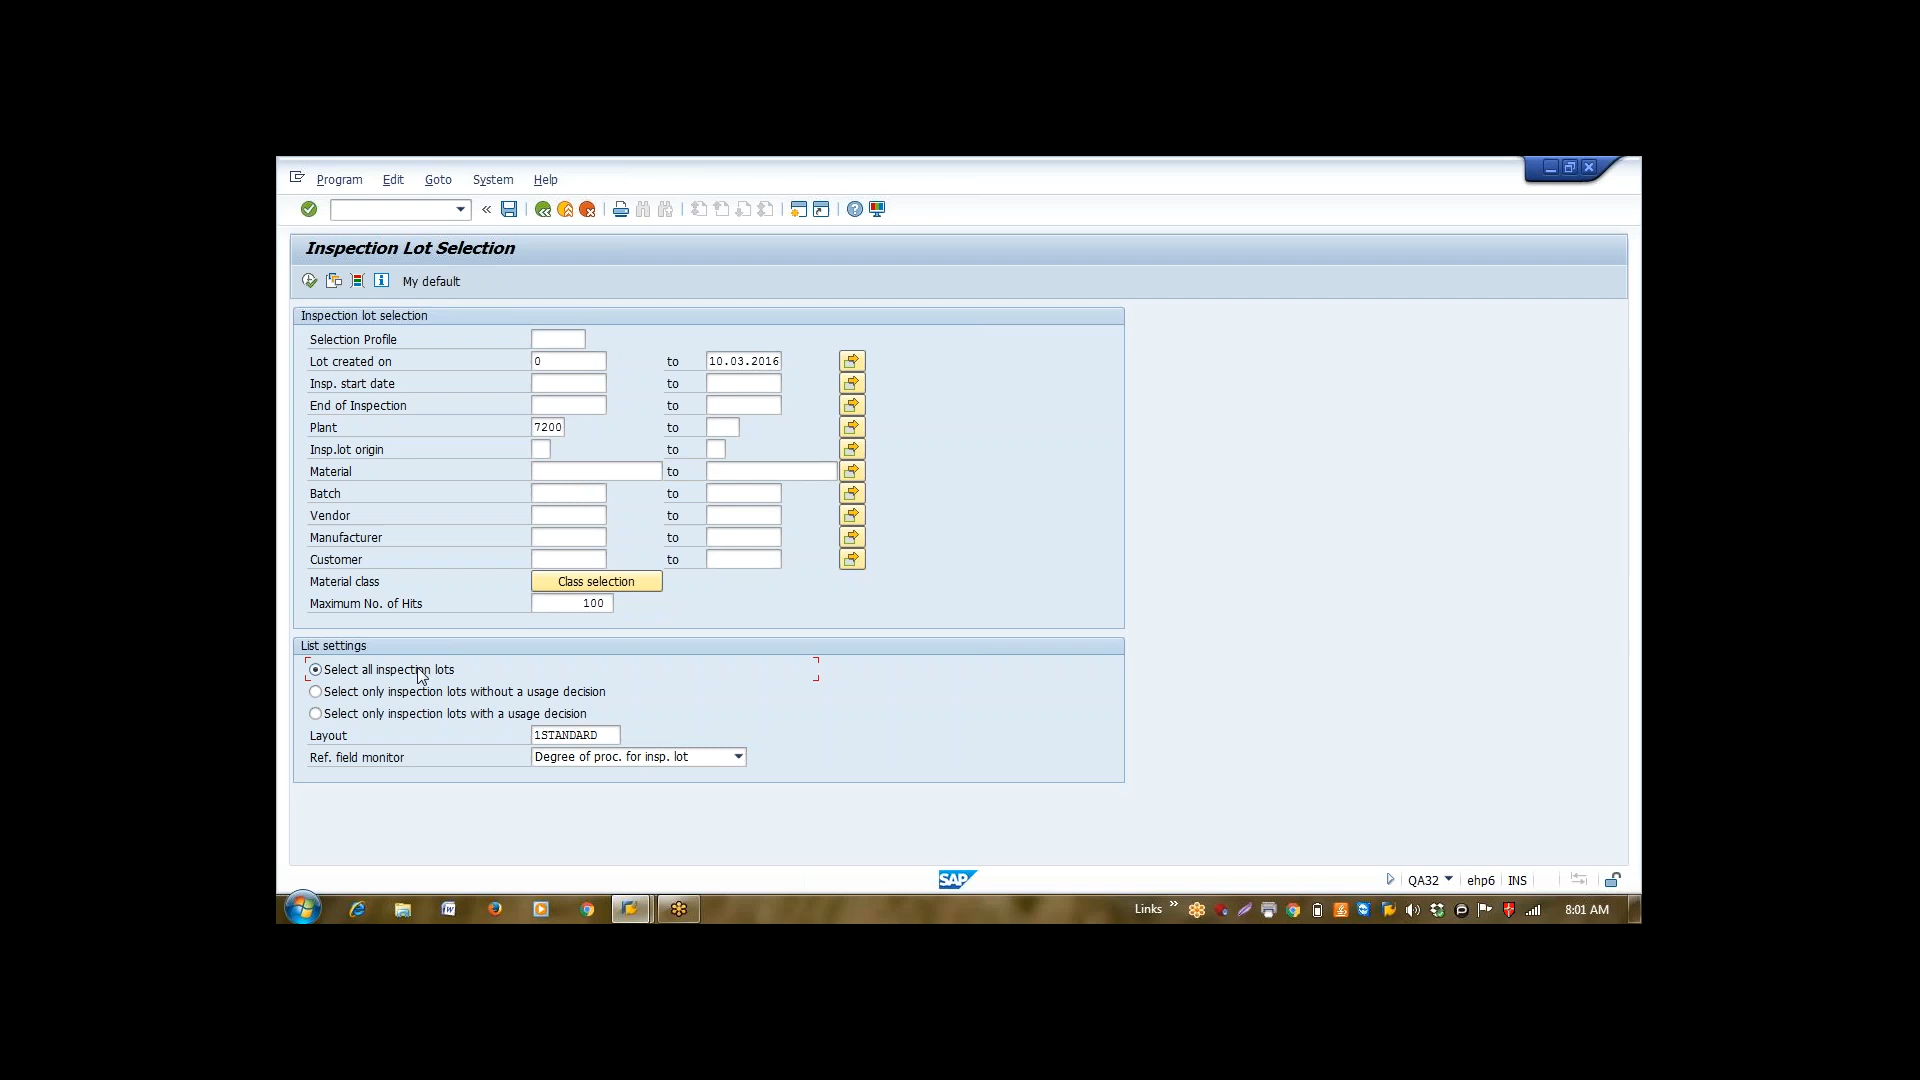 Program Edit Goto System Help
Inspection Lot Selection
My default
Inspection lot selection
Selection Profile
Lot created on 0 to 10.03.2016
Insp. start date to
End of Inspection to
Plant 7200 to
Insp.lot origin to
Material to
Batch to
Vendor to
Manufacturer to
Customer to
Material class Class selection
Maximum No. of Hits 100
List settings
Select all inspection lots
Select only inspection lots without a usage decision
Select only inspection lots with a usage decision
Layout 1STANDARD
Ref. field monitor Degree of proc. for insp. lot
SAP QA32 ehp6 INS
Links 8:01 AM